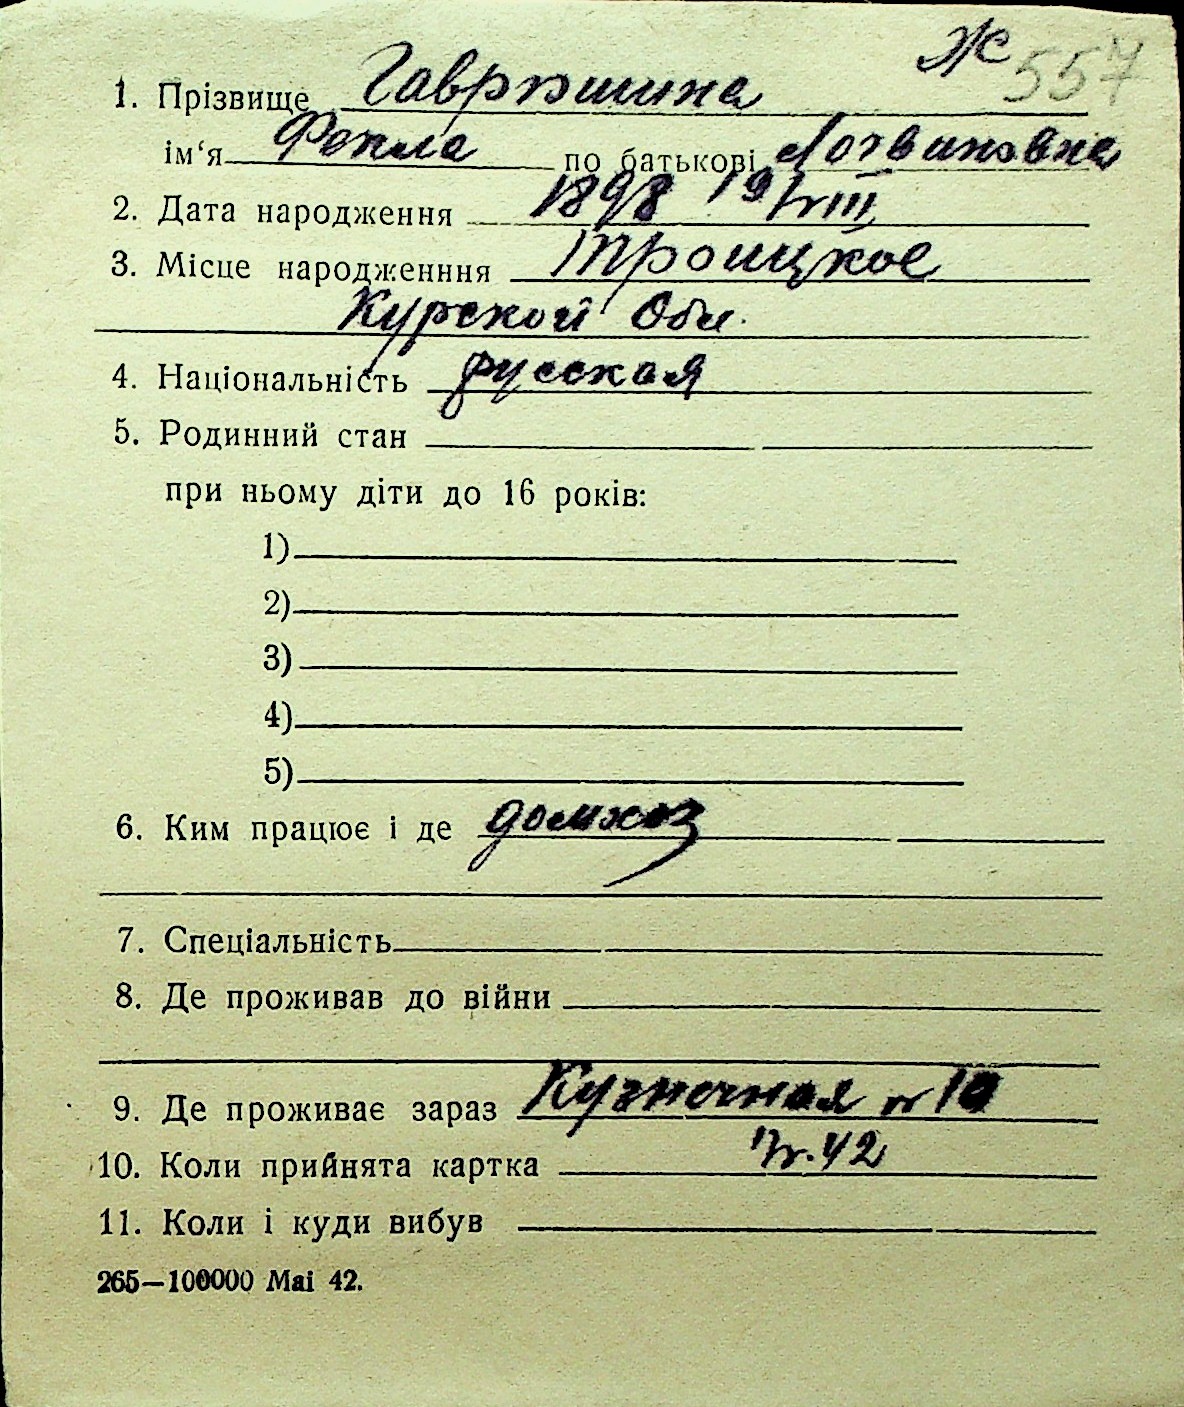 Ж 557
1. Прізвище Гаврюшина
ім‘я Фекла по батькові Логвиновна
2. Дата народження 1898 19 VIII
3. Місце народженння Троицкое
Курской Обл.
4. Національність русская
5. Родинний стан
при ньому діти до 16 років:
1)
2)
3)
4)
5)
6. Ким працює і де домхоз
7. Спеціальність
8. Де проживав до війни
9. Де проживає зараз Кузнечная № 10
10. Коли прийнята картка 42
11. Коли і куди вибув
265—100000 Mai 42.